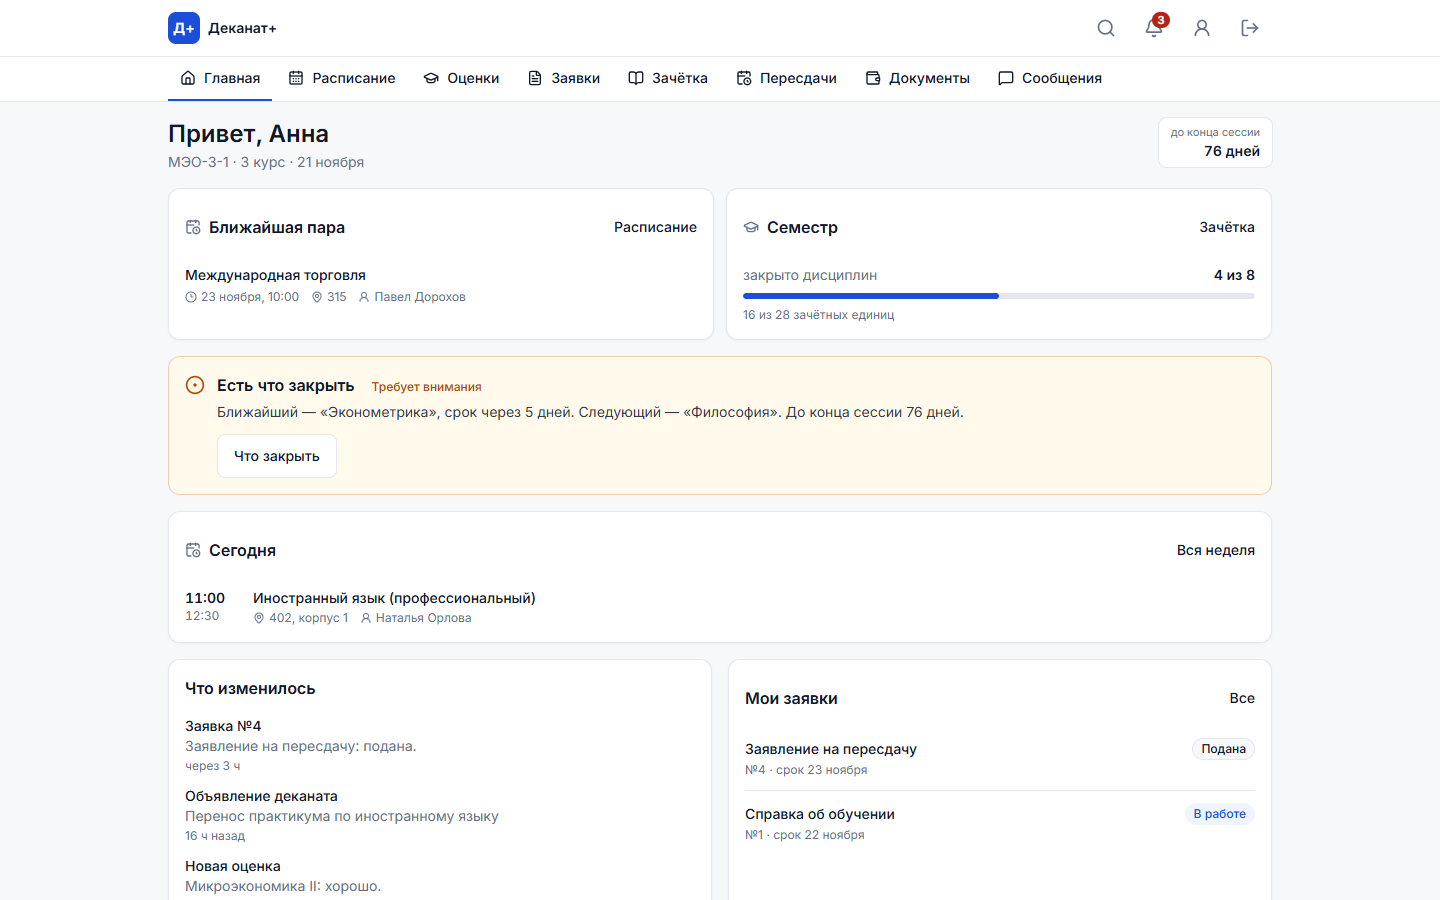 Д+ Деканат+
3
Главная Расписание Оценки Заявки Зачётка Пересдачи Документы Сообщения
Привет, Анна
МЭО-3-1 · 3 курс · 21 ноября
до конца сессии
76 дней
Ближайшая пара Расписание
Международная торговля
23 ноября, 10:00 315 Павел Дорохов
Семестр Зачётка
закрыто дисциплин 4 из 8
16 из 28 зачётных единиц
Есть что закрыть Требует внимания
Ближайший — «Эконометрика», срок через 5 дней. Следующий — «Философия». До конца сессии 76 дней.
Что закрыть
Сегодня Вся неделя
11:00 Иностранный язык (профессиональный)
12:30 402, корпус 1 Наталья Орлова
Что изменилось
Заявка №4
Заявление на пересдачу: подана.
через 3 ч
Объявление деканата
Перенос практикума по иностранному языку
16 ч назад
Новая оценка
Микроэкономика II: хорошо.
Мои заявки Все
Заявление на пересдачу Подана
№4 · срок 23 ноября
Справка об обучении В работе
№1 · срок 22 ноября